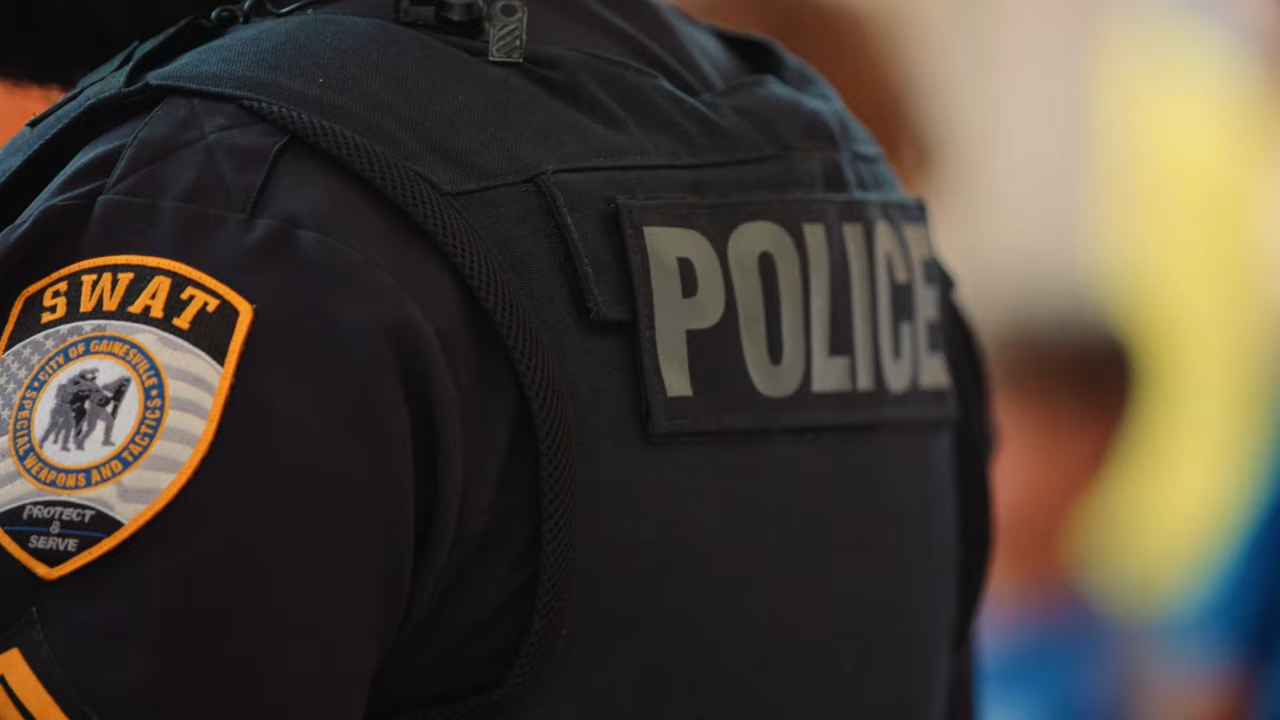 SWAT
CITY OF GAINESVILLE
SPECIAL WEAPONS AND TACTICS
PROTECT
&
SERVE
POLICE